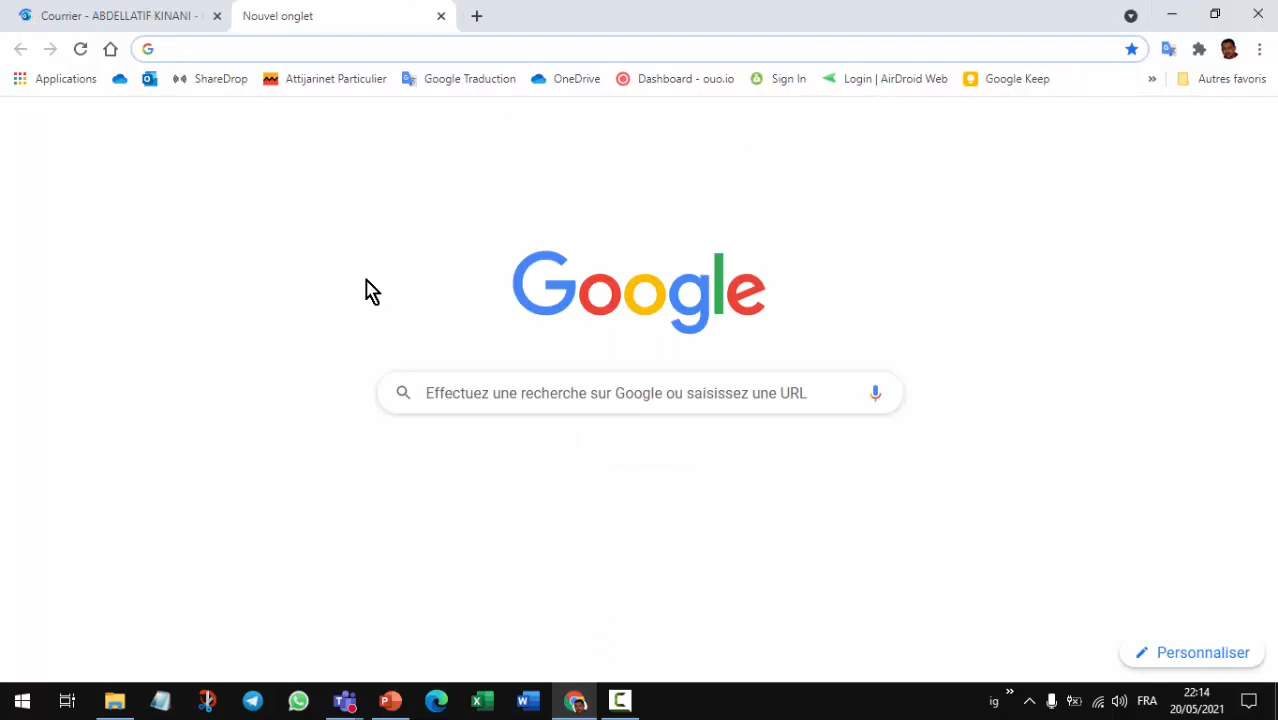 Courrier - ABDELLATIF KINANI -
Nouvel onglet
Applications
ShareDrop
Attijarinet Particulier
Google Traduction
OneDrive
Dashboard - ouo.io
Sign In
Login | AirDroid Web
Google Keep
»
Autres favoris
Google
Effectuez une recherche sur Google ou saisissez une URL
Personnaliser
ig
»
FRA
22:14
20/05/2021